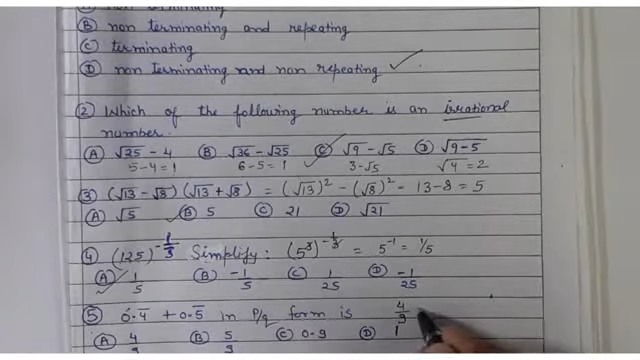 (B) non terminating and repeating
(C) terminating
(D) non terminating and non repeating ✓
(2) Which of the following number is an irrational
number.
(A) √25 - 4 (B) √36 - √25 (C) √9 - √5 (D) √9-5
5-4=1 6-5=1 3-√5 √4=2
(3) (√13 - √8) (√13 + √8) = (√13)² - (√8)² - 13-8=5
(A) √5 (B) 5 (C) 21 (D) √21
(4) (125)^-1/3 Simplify: (5³)^-1/3 = 5^-1 = 1/5
(A) 1/5 (B) -1/5 (C) 1/25 (D) -1/25
(5) 0.4̅ + 0.5̅ in P/q form is 4/9
(A) 4/9 (B) 5/9 (C) 0.9 (D) 1